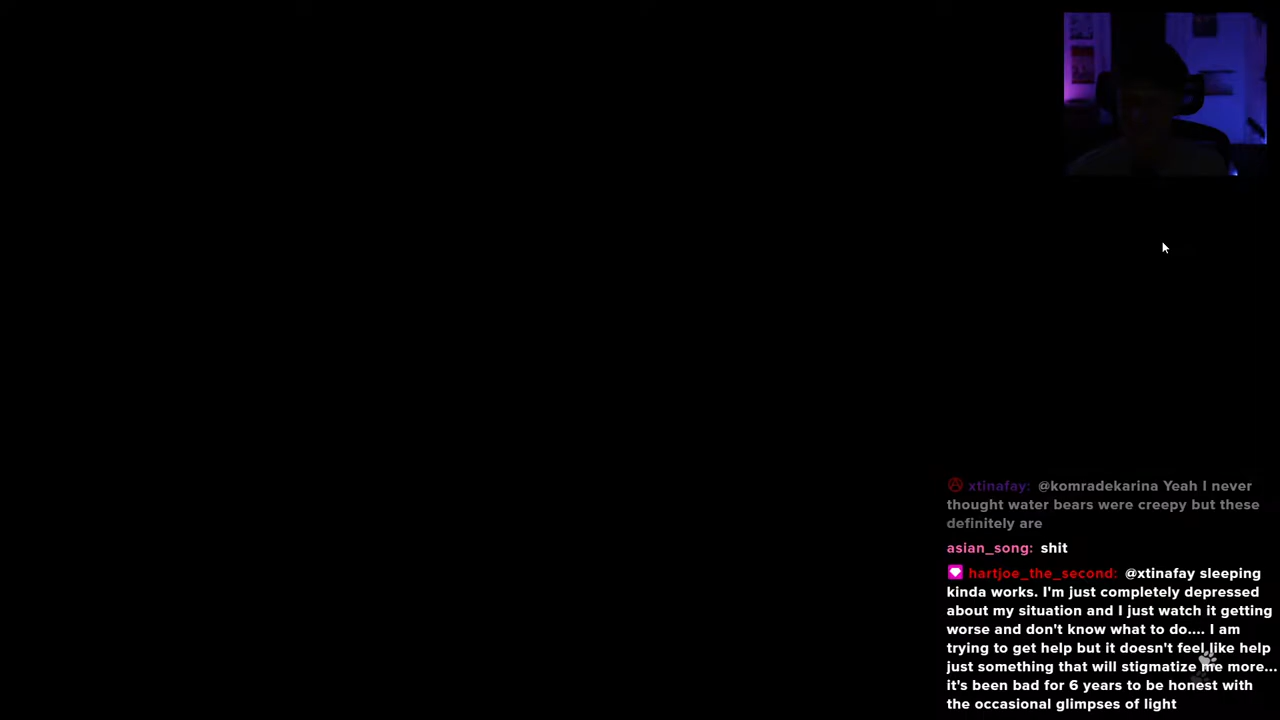 xtinafay: @komradekarina Yeah I never
thought water bears were creepy but these
definitely are
asian_song: shit
hartjoe_the_second: @xtinafay sleeping
kinda works. I'm just completely depressed
about my situation and I just watch it getting
worse and don't know what to do.... I am
trying to get help but it doesn't feel like help
just something that will stigmatize me more...
it's been bad for 6 years to be honest with
the occasional glimpses of light